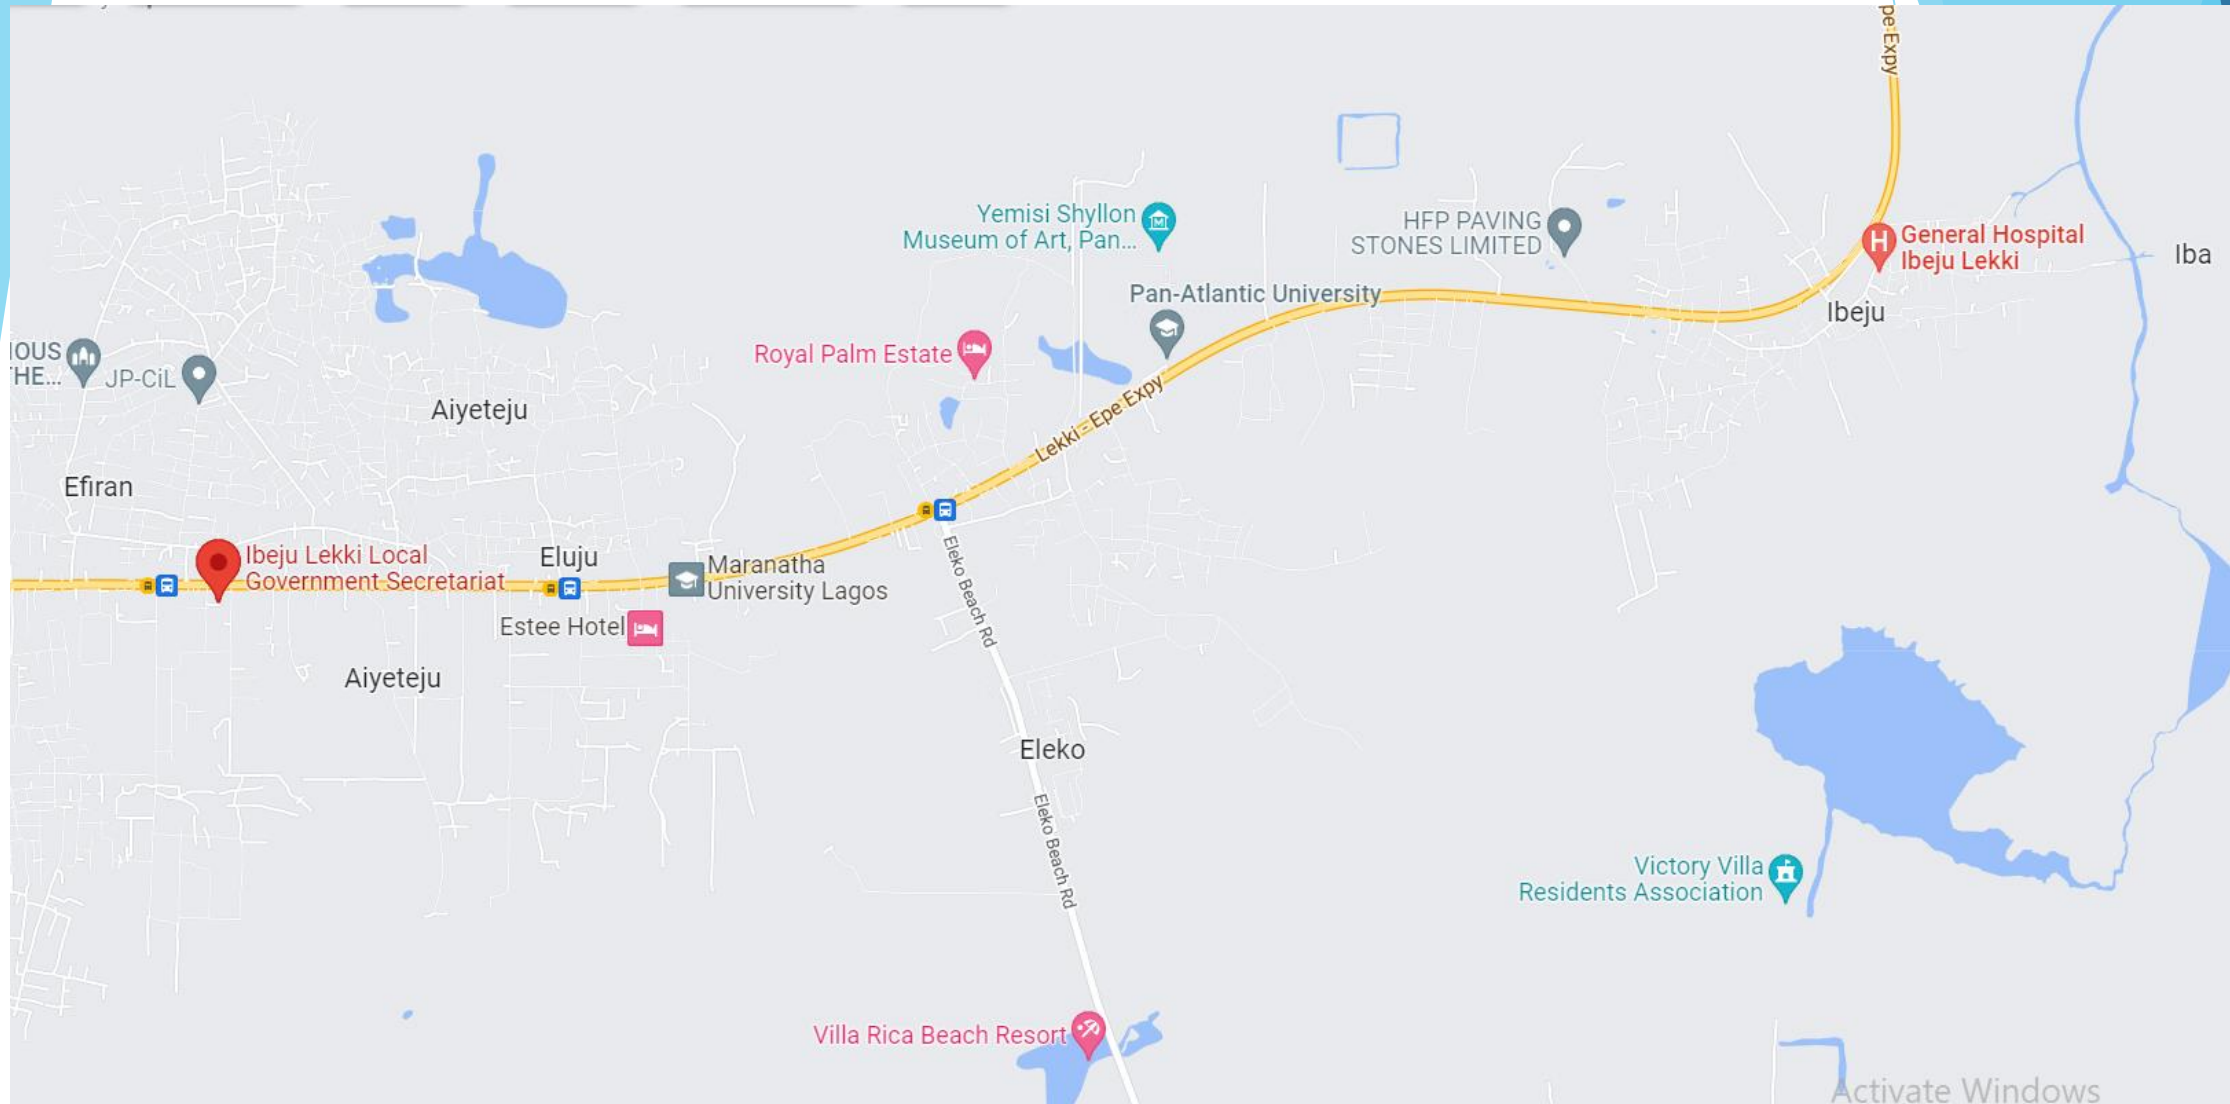 pe Expy
Yemisi Shyllon
Museum of Art, Pan...
HFP PAVING
STONES LIMITED
General Hospital
Ibeju Lekki
Iba
Pan-Atlantic University
Ibeju
Royal Palm Estate
IOUS
THE...
JP-CiL
Aiyeteju
Lekki - Epe Expy
Efiran
Ibeju Lekki Local
Government Secretariat
Eluju
Maranatha
University Lagos
Eleko Beach Rd
Estee Hotel
Aiyeteju
Eleko
Eleko Beach Rd
Victory Villa
Residents Association
Villa Rica Beach Resort
Activate Windows